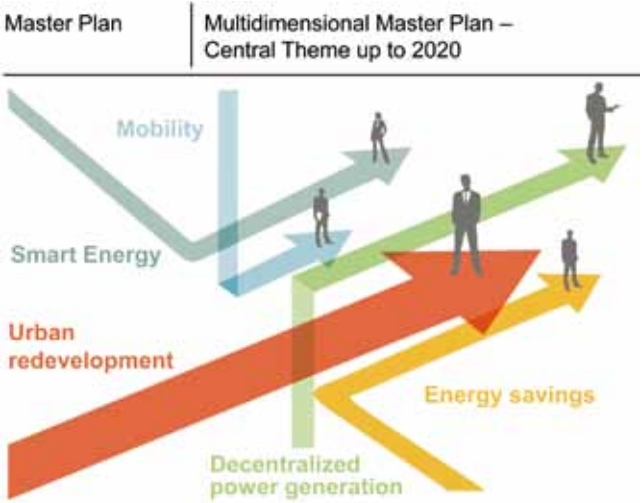 Master Plan
Multidimensional Master Plan –
Central Theme up to 2020
Mobility
Smart Energy
Urban
redevelopment
Energy savings
Decentralized
power generation